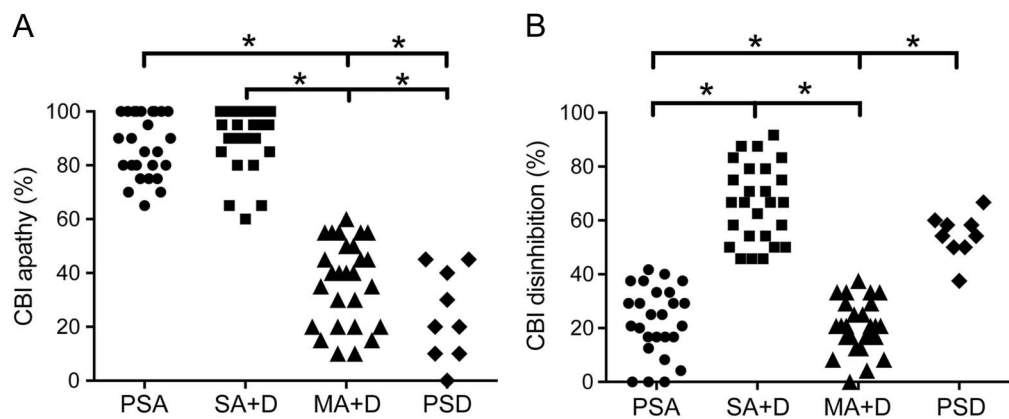 A
* *
* *
CBI apathy (%)
100
80
60
40
20
0
PSA SA+D MA+D PSD
B
* *
* *
CBI disinhibition (%)
100
80
60
40
20
0
PSA SA+D MA+D PSD